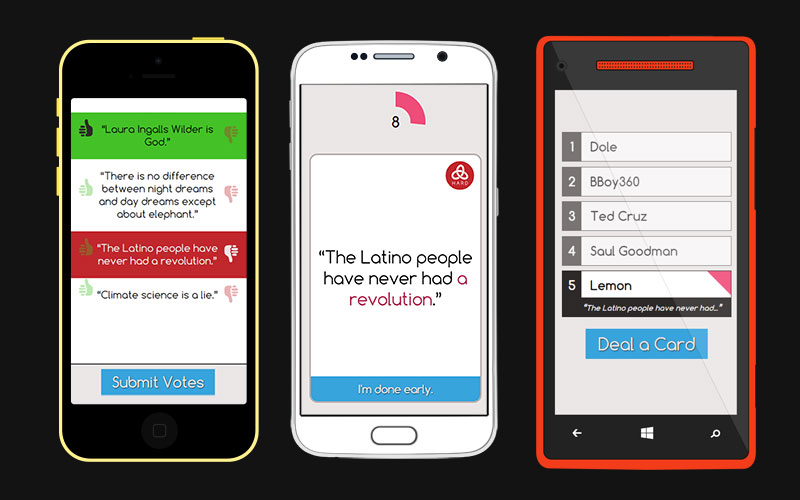 “Laura Ingalls Wilder is
God.”
“There is no difference
between night dreams
and day dreams except
about elephant.”
“The Latino people have
never had a revolution.”
“Climate science is a lie.”
Submit Votes
8
HARD
“The Latino people
have never had a
revolution.”
I'm done early.
1 Dole
2 BBoy360
3 Ted Cruz
4 Saul Goodman
5 Lemon
“The Latino people have never had...”
Deal a Card